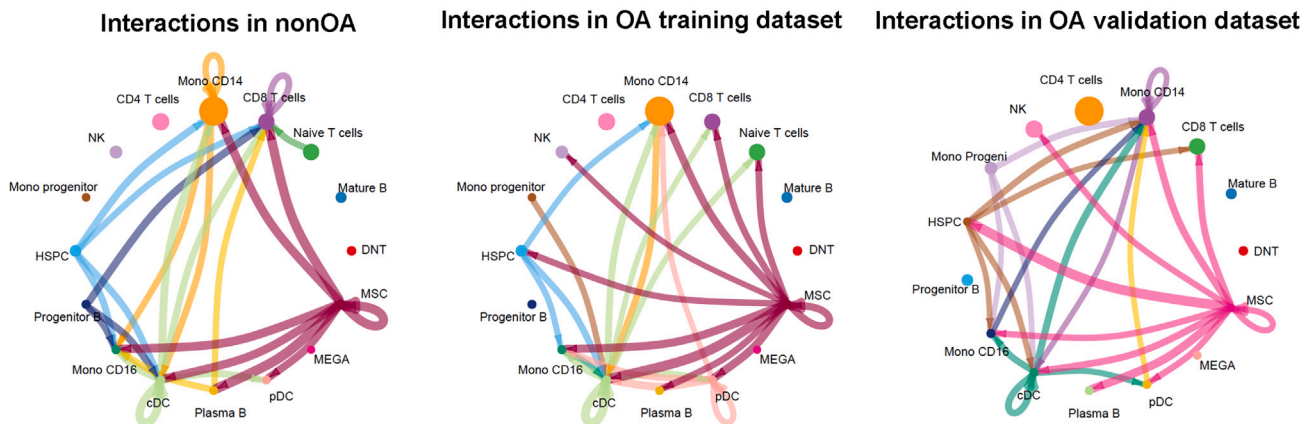 Interactions in nonOA
Mono CD14
CD4 T cells
CD8 T cells
NK
Mono progenitor
Mature B
HSPC
DNT
Progenitor B
MSC
Mono CD16
MEGA
cDC
pDC
Plasma B
Interactions in OA training dataset
Mono CD14
CD4 T cells
CD8 T cells
NK
Naive T cells
Mono progenitor
Mature B
HSPC
DNT
Progenitor B
MSC
Mono CD16
MEGA
cDC
pDC
Plasma B
Interactions in OA validation dataset
CD4 T cells
Mono CD14
NK
CD8 T cells
Mono Progeni
Mature B
HSPC
DNT
Progenitor B
MSC
Mono CD16
MEGA
cDC
pDC
Plasma B
Naive T cells